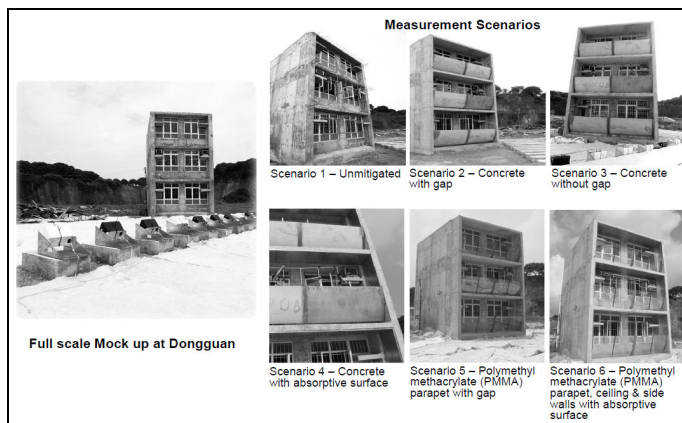 Measurement Scenarios
Scenario 1 – Unmitigated
Scenario 2 – Concrete
with gap
Scenario 3 – Concrete
without gap
Full scale Mock up at Dongguan
Scenario 4 – Concrete
with absorptive surface
Scenario 5 – Polymethyl
methacrylate (PMMA)
parapet with gap
Scenario 6 – Polymethyl
methacrylate (PMMA)
parapet, ceiling & side
walls with absorptive
surface